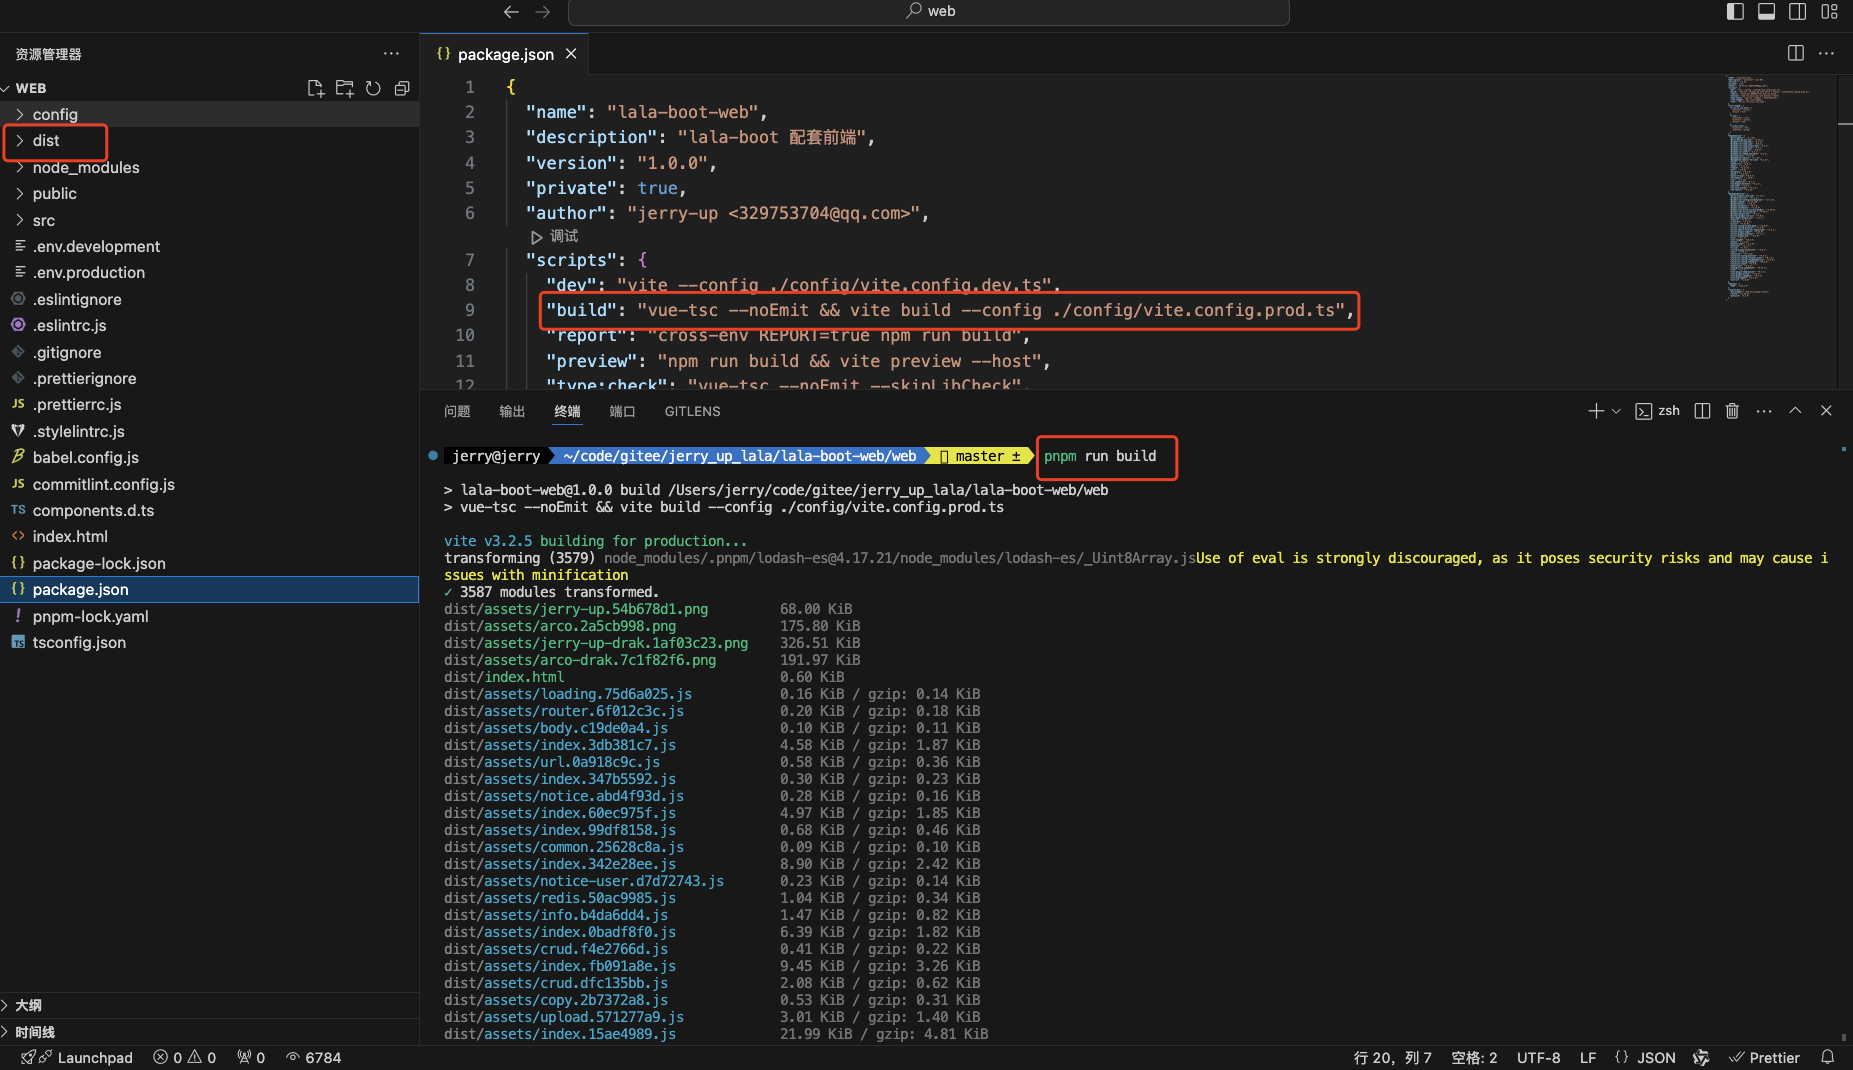 web
资源管理器
WEB
config
dist
node_modules
public
src
.env.development
.env.production
.eslintignore
.eslintrc.js
.gitignore
.prettierignore
.prettierrc.js
.stylelintrc.js
babel.config.js
commitlint.config.js
components.d.ts
index.html
package-lock.json
package.json
pnpm-lock.yaml
tsconfig.json
大纲
时间线
package.json
1 {
2 "name": "lala-boot-web",
3 "description": "lala-boot 配套前端",
4 "version": "1.0.0",
5 "private": true,
6 "author": "jerry-up <329753704@qq.com>",
调试
7 "scripts": {
8 "dev": "vite --config ./config/vite.config.dev.ts",
9 "build": "vue-tsc --noEmit && vite build --config ./config/vite.config.prod.ts",
10 "report": "cross-env REPORT=true npm run build",
11 "preview": "npm run build && vite preview --host",
12 "type:check": "vue-tsc --noEmit --skipLibCheck",
问题 输出 终端 端口 GITLENS
zsh
jerry@jerry ~/code/gitee/jerry_up_lala/lala-boot-web/web master ± pnpm run build
> lala-boot-web@1.0.0 build /Users/jerry/code/gitee/jerry_up_lala/lala-boot-web/web
> vue-tsc --noEmit && vite build --config ./config/vite.config.prod.ts
vite v3.2.5 building for production...
transforming (3579) node_modules/.pnpm/lodash-es@4.17.21/node_modules/lodash-es/_Uint8Array.jsUse of eval is strongly discouraged, as it poses security risks and may cause i
ssues with minification
✓ 3587 modules transformed.
dist/assets/jerry-up.54b678d1.png 68.00 KiB
dist/assets/arco.2a5cb998.png 175.80 KiB
dist/assets/jerry-up-drak.1af03c23.png 326.51 KiB
dist/assets/arco-drak.7c1f82f6.png 191.97 KiB
dist/index.html 0.60 KiB
dist/assets/loading.75d6a025.js 0.16 KiB / gzip: 0.14 KiB
dist/assets/router.6f012c3c.js 0.20 KiB / gzip: 0.18 KiB
dist/assets/body.c19de0a4.js 0.10 KiB / gzip: 0.11 KiB
dist/assets/index.3db381c7.js 4.58 KiB / gzip: 1.87 KiB
dist/assets/url.0a918c9c.js 0.58 KiB / gzip: 0.36 KiB
dist/assets/index.347b5592.js 0.30 KiB / gzip: 0.23 KiB
dist/assets/notice.abd4f93d.js 0.28 KiB / gzip: 0.16 KiB
dist/assets/index.60ec975f.js 4.97 KiB / gzip: 1.85 KiB
dist/assets/index.99df8158.js 0.68 KiB / gzip: 0.46 KiB
dist/assets/common.25628c8a.js 0.09 KiB / gzip: 0.10 KiB
dist/assets/index.342e28ee.js 8.90 KiB / gzip: 2.42 KiB
dist/assets/notice-user.d7d72743.js 0.23 KiB / gzip: 0.14 KiB
dist/assets/redis.50ac9985.js 1.04 KiB / gzip: 0.34 KiB
dist/assets/info.b4da6dd4.js 1.47 KiB / gzip: 0.82 KiB
dist/assets/index.0badf8f0.js 6.39 KiB / gzip: 1.82 KiB
dist/assets/crud.f4e2766d.js 0.41 KiB / gzip: 0.22 KiB
dist/assets/index.fb091a8e.js 9.45 KiB / gzip: 3.26 KiB
dist/assets/crud.dfc135bb.js 2.08 KiB / gzip: 0.62 KiB
dist/assets/copy.2b7372a8.js 0.53 KiB / gzip: 0.31 KiB
dist/assets/upload.571277a9.js 3.01 KiB / gzip: 1.40 KiB
dist/assets/index.15ae4989.js 21.99 KiB / gzip: 4.81 KiB
Launchpad 0 0 0 6784 行 20，列 7 空格: 2 UTF-8 LF {} JSON Prettier